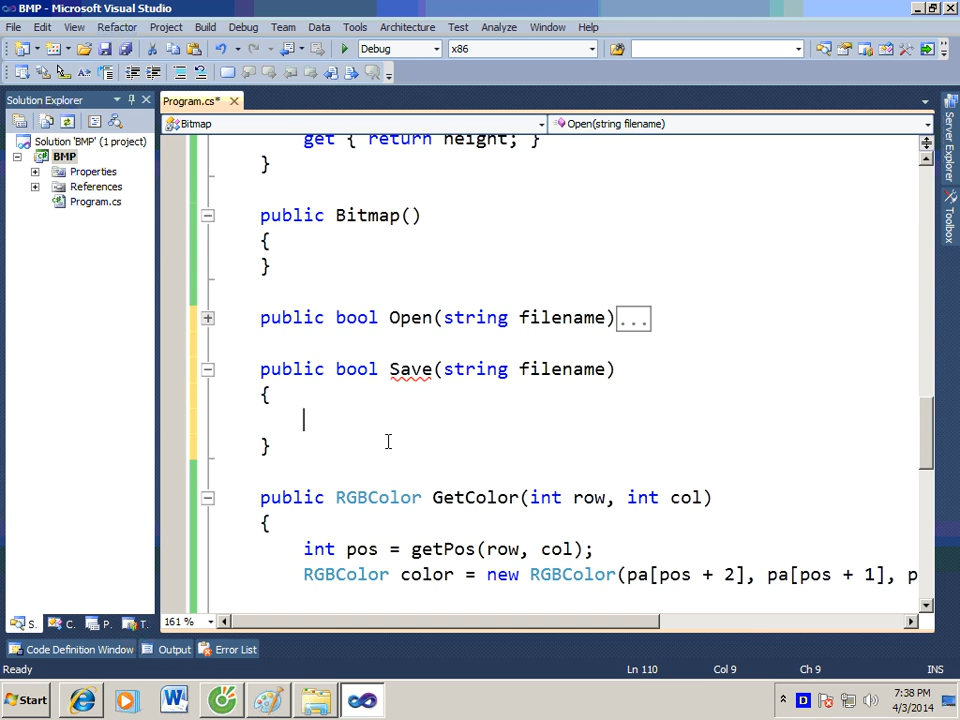 BMP - Microsoft Visual Studio
File Edit View Refactor Project Build Debug Team Data Tools Architecture Test Analyze Window Help
Debug x86
Solution Explorer
Program.cs*
Bitmap Open(string filename)
Solution 'BMP' (1 project)
BMP
Properties
References
Program.cs
get { return height; }
}
public Bitmap()
{
}
public bool Open(string filename)...
public bool Save(string filename)
{
}
public RGBColor GetColor(int row, int col)
{
int pos = getPos(row, col);
RGBColor color = new RGBColor(pa[pos + 2], pa[pos + 1], p
Server Explorer
Toolbox
161 %
S. C. P. T.
Code Definition Window Output Error List
Ready Ln 110 Col 9 Ch 9 INS
Start W D 7:38 PM
4/3/2014